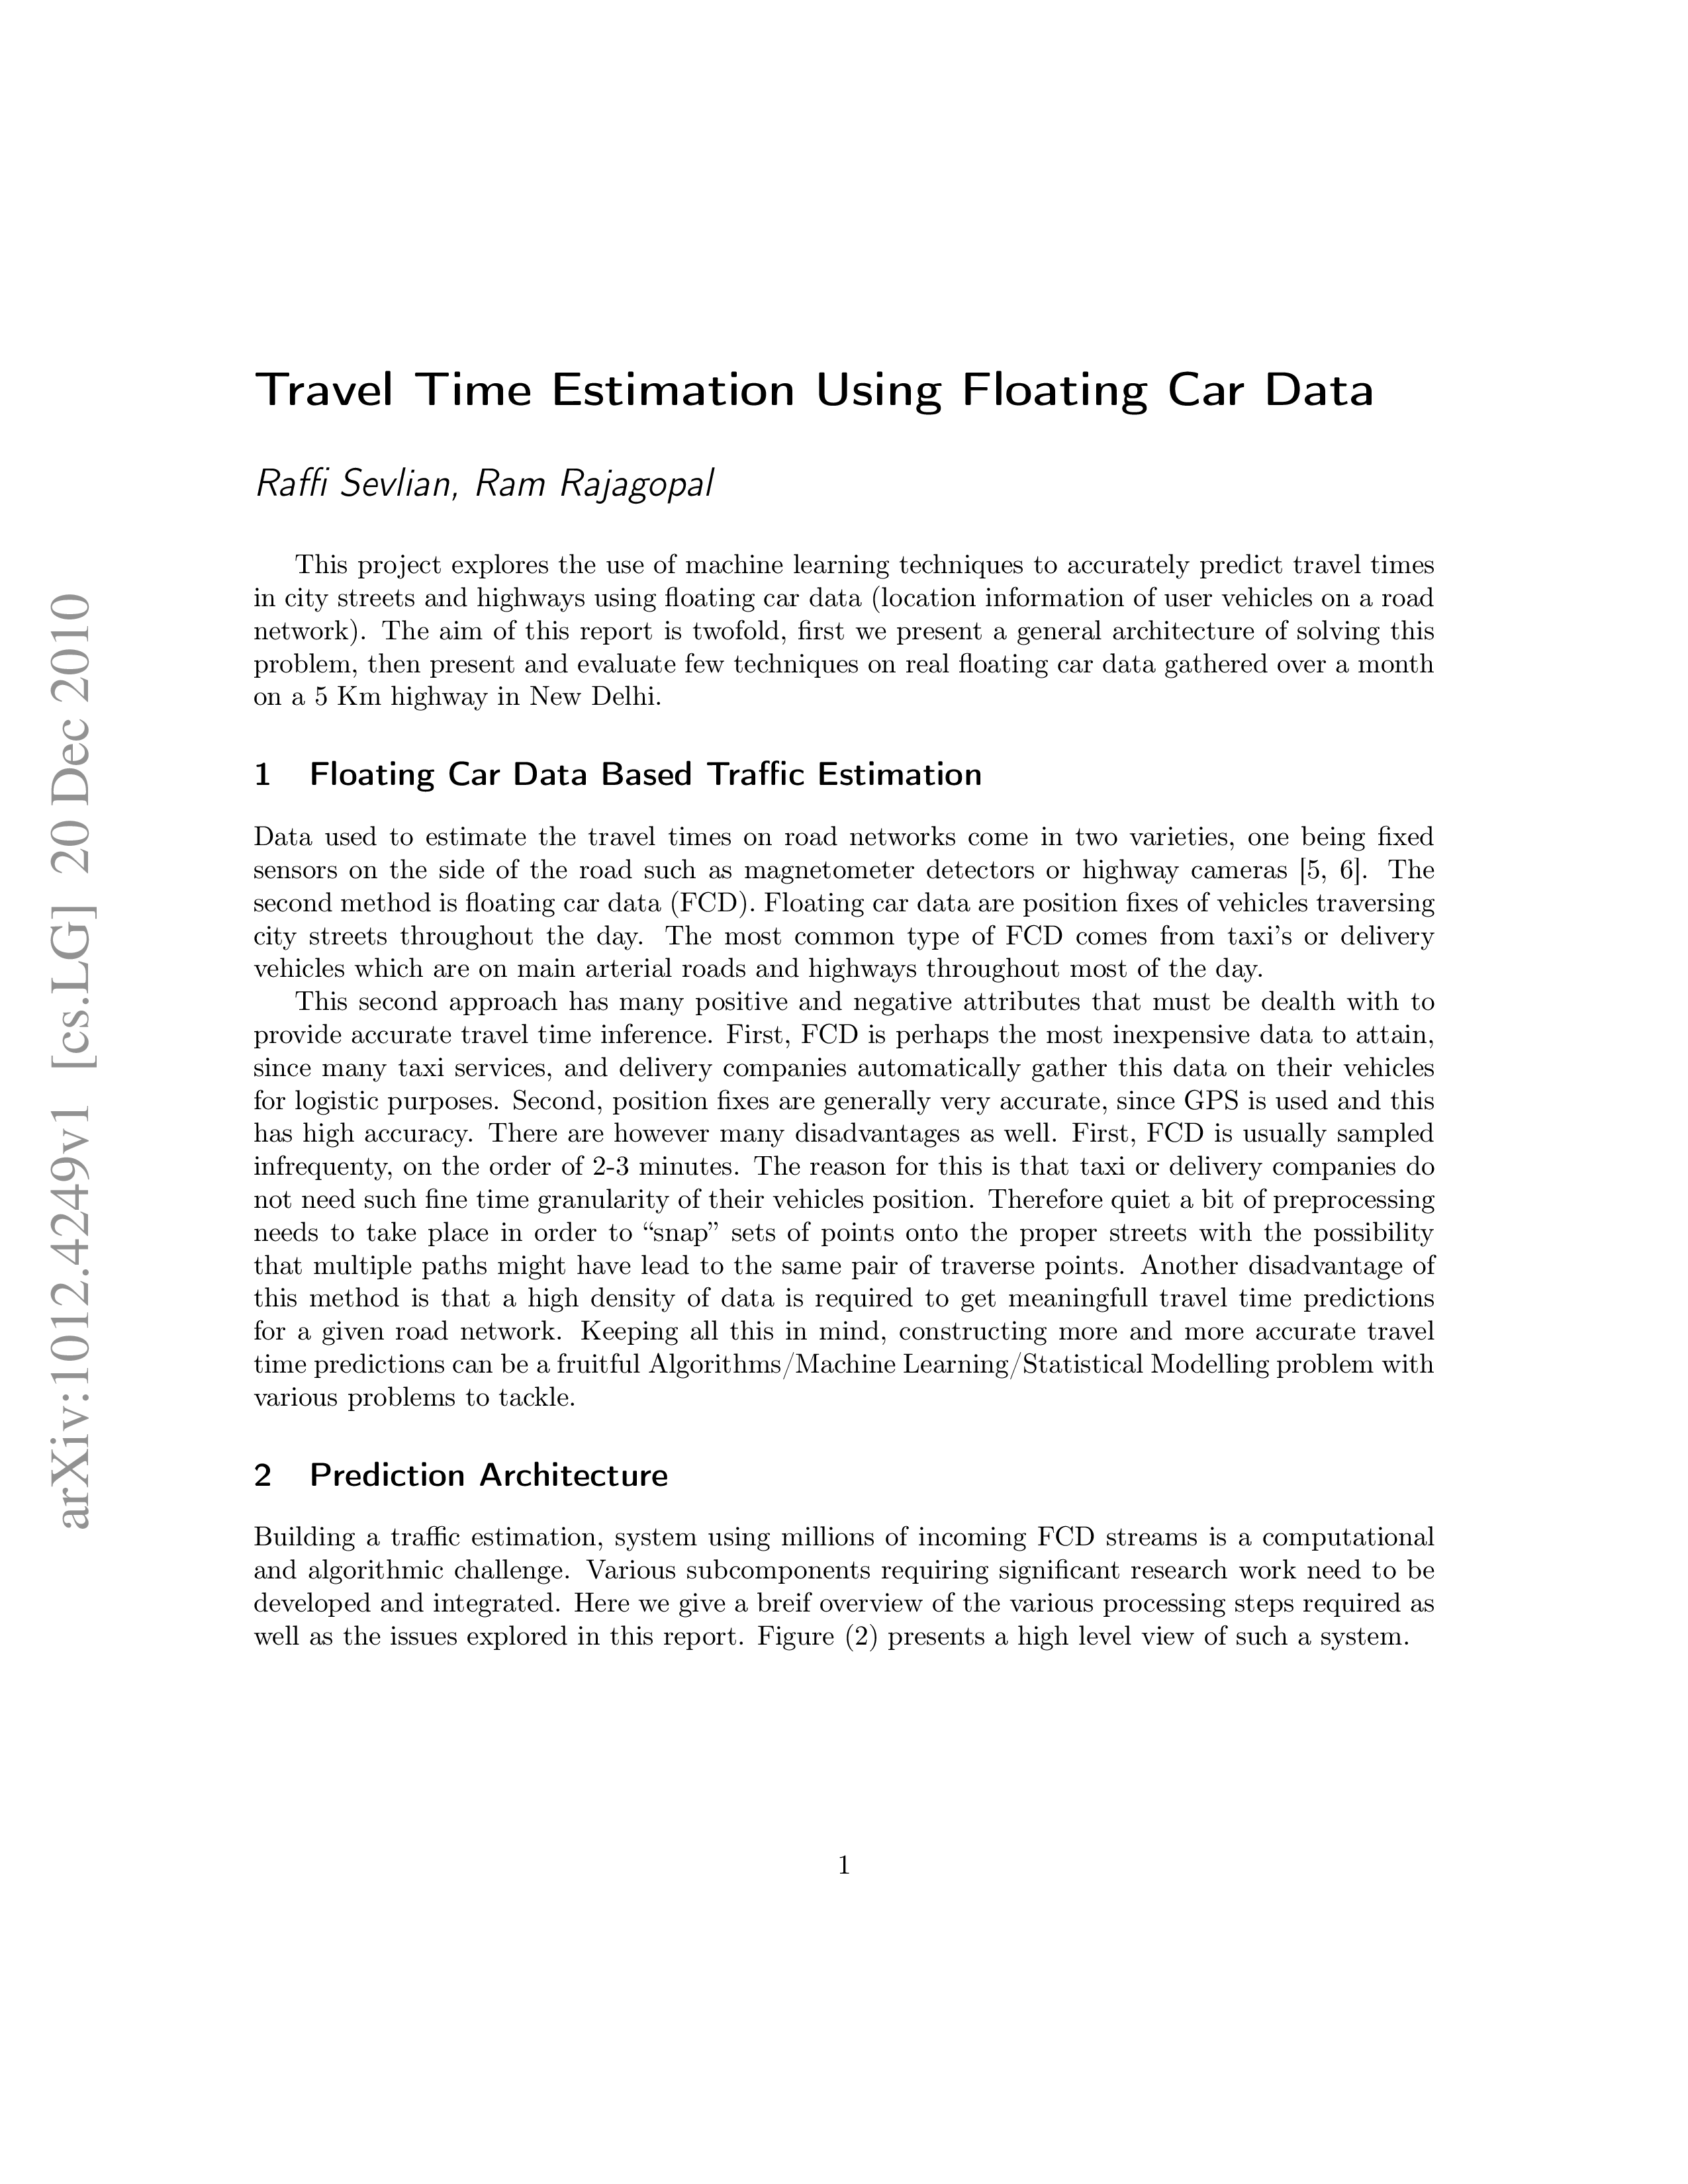 arXiv:1012.4249v1 [cs.LG] 20 Dec 2010
Travel Time Estimation Using Floating Car Data
Raffi Sevlian, Ram Rajagopal
This project explores the use of machine learning techniques to accurately predict travel times
in city streets and highways using floating car data (location information of user vehicles on a road
network). The aim of this report is twofold, first we present a general architecture of solving this
problem, then present and evaluate few techniques on real floating car data gathered over a month
on a 5 Km highway in New Delhi.
1 Floating Car Data Based Traffic Estimation
Data used to estimate the travel times on road networks come in two varieties, one being fixed
sensors on the side of the road such as magnetometer detectors or highway cameras [5, 6]. The
second method is floating car data (FCD). Floating car data are position fixes of vehicles traversing
city streets throughout the day. The most common type of FCD comes from taxi's or delivery
vehicles which are on main arterial roads and highways throughout most of the day.
This second approach has many positive and negative attributes that must be dealth with to
provide accurate travel time inference. First, FCD is perhaps the most inexpensive data to attain,
since many taxi services, and delivery companies automatically gather this data on their vehicles
for logistic purposes. Second, position fixes are generally very accurate, since GPS is used and this
has high accuracy. There are however many disadvantages as well. First, FCD is usually sampled
infrequenty, on the order of 2-3 minutes. The reason for this is that taxi or delivery companies do
not need such fine time granularity of their vehicles position. Therefore quiet a bit of preprocessing
needs to take place in order to “snap” sets of points onto the proper streets with the possibility
that multiple paths might have lead to the same pair of traverse points. Another disadvantage of
this method is that a high density of data is required to get meaningfull travel time predictions
for a given road network. Keeping all this in mind, constructing more and more accurate travel
time predictions can be a fruitful Algorithms/Machine Learning/Statistical Modelling problem with
various problems to tackle.
2 Prediction Architecture
Building a traffic estimation, system using millions of incoming FCD streams is a computational
and algorithmic challenge. Various subcomponents requiring significant research work need to be
developed and integrated. Here we give a breif overview of the various processing steps required as
well as the issues explored in this report. Figure (2) presents a high level view of such a system.
1